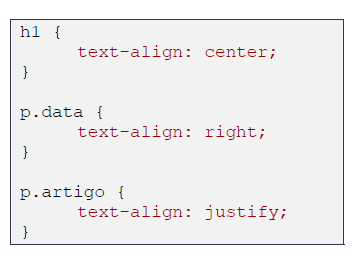 h1 {
text-align: center;
}
p.data {
text-align: right;
}
p.artigo {
text-align: justify;
}